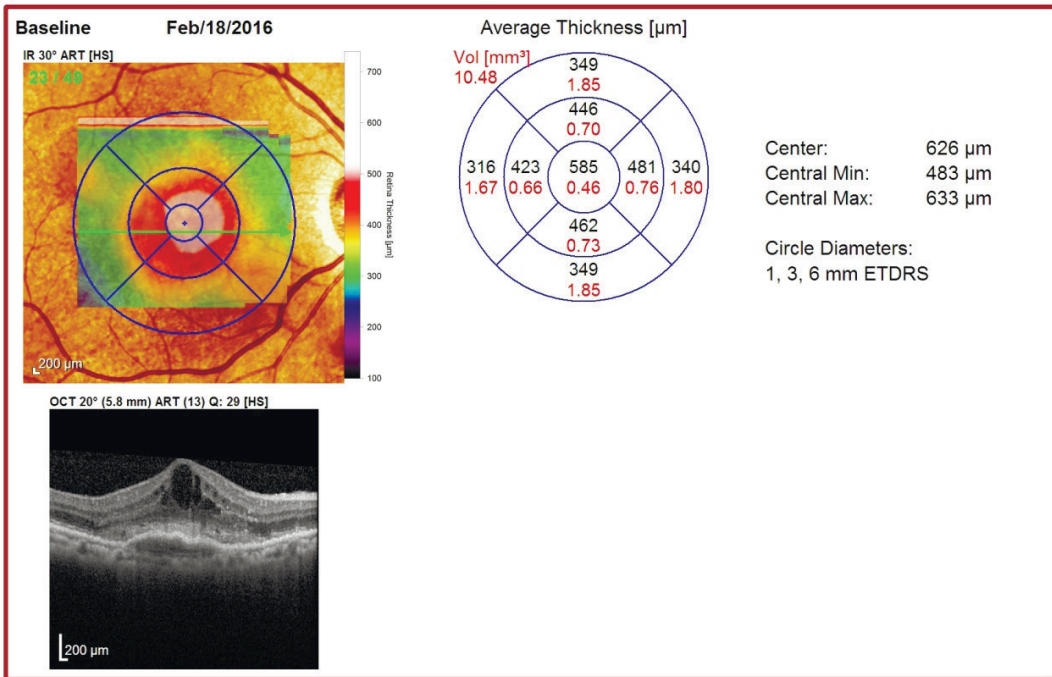 Baseline Feb/18/2016
IR 30° ART [HS]
23 / 49
200 µm
700
600
500
400
300
200
100
Retina Thickness [µm]
Average Thickness [µm]
Vol [mm³]
10.48
349
1.85
446
0.70
316 423 585 481 340
1.67 0.66 0.46 0.76 1.80
462
0.73
349
1.85
Center: 626 µm
Central Min: 483 µm
Central Max: 633 µm
Circle Diameters:
1, 3, 6 mm ETDRS
OCT 20° (5.8 mm) ART (13) Q: 29 [HS]
200 µm